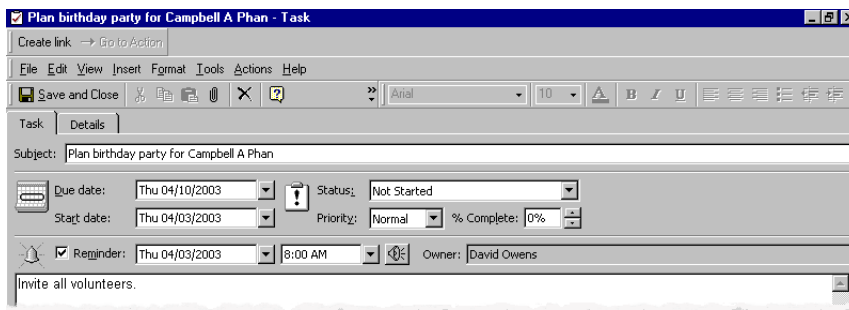 Plan birthday party for Campbell A Phan - Task
Create link → Go to Action
File Edit View Insert Format Tools Actions Help
Save and Close Arial 10 A B I U
Task Details
Subject: Plan birthday party for Campbell A Phan
Due date: Thu 04/10/2003 Status: Not Started
Start date: Thu 04/03/2003 Priority: Normal % Complete: 0%
Reminder: Thu 04/03/2003 8:00 AM Owner: David Owens
Invite all volunteers.